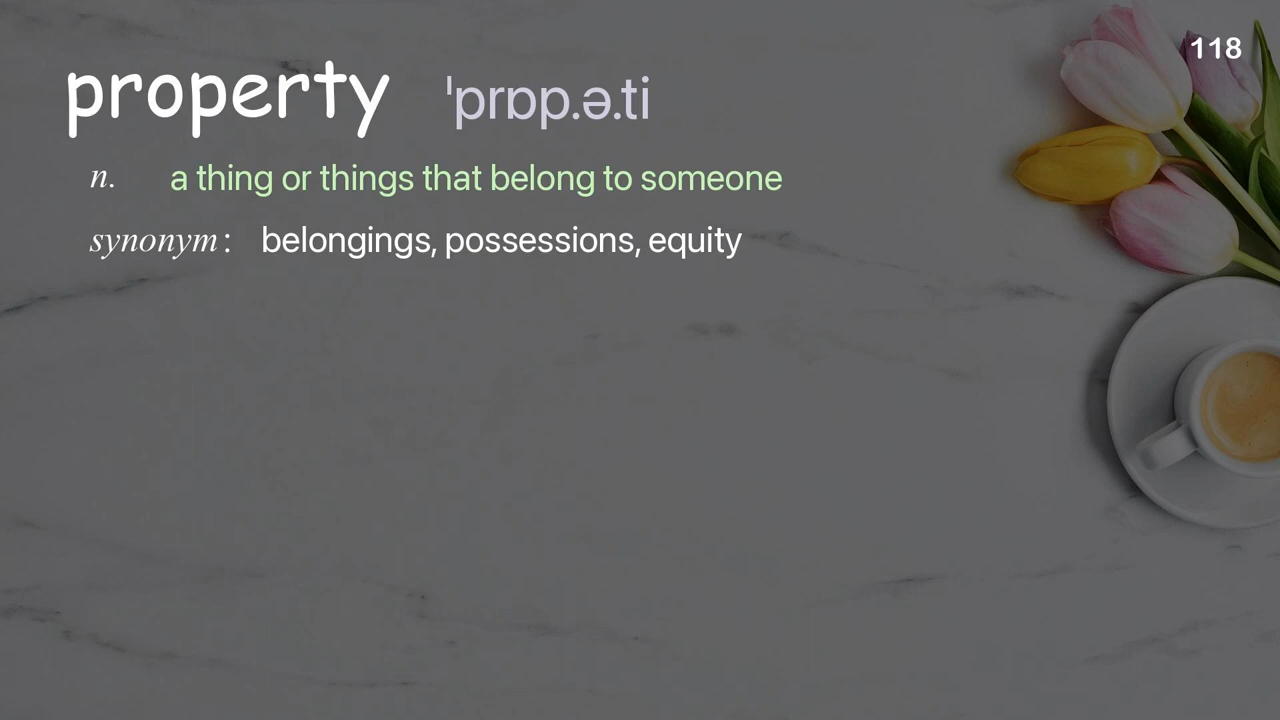 118
property ˈprɒp.ə.ti
n. a thing or things that belong to someone
synonym: belongings, possessions, equity